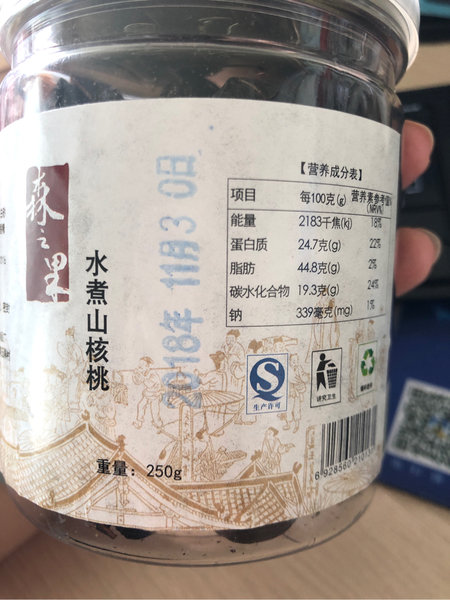 森之果
水煮山核桃
重量：250g
2018年 11月3 0日
【营养成分表】
项目 每100克(g) 营养素参考值%
(NRV%)
能量 2183千焦(kj) 18%
蛋白质 24.7克(g) 22%
脂肪 44.8克(g) 2%
碳水化合物 19.3克(g) 24%
钠 339毫克(mg) 1%
QS
生产许可